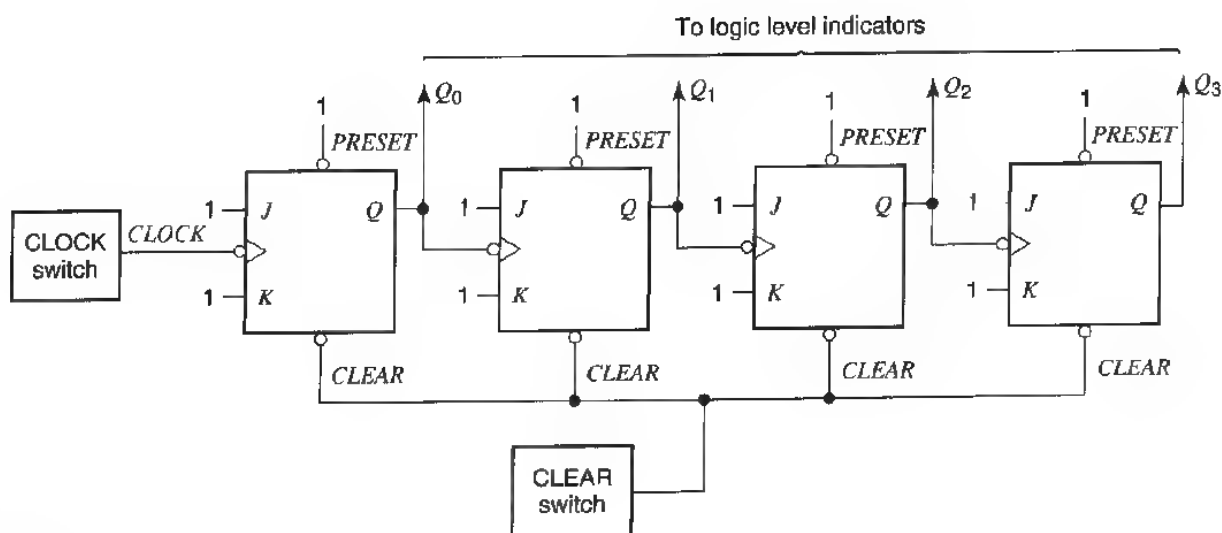 To logic level indicators
Q0 Q1 Q2 Q3
1 1 1 1
PRESET PRESET PRESET PRESET
1 J Q 1 J Q 1 J Q 1 J Q
CLOCK
switch
CLOCK
1 K 1 K 1 K 1 K
CLEAR CLEAR CLEAR CLEAR
CLEAR
switch